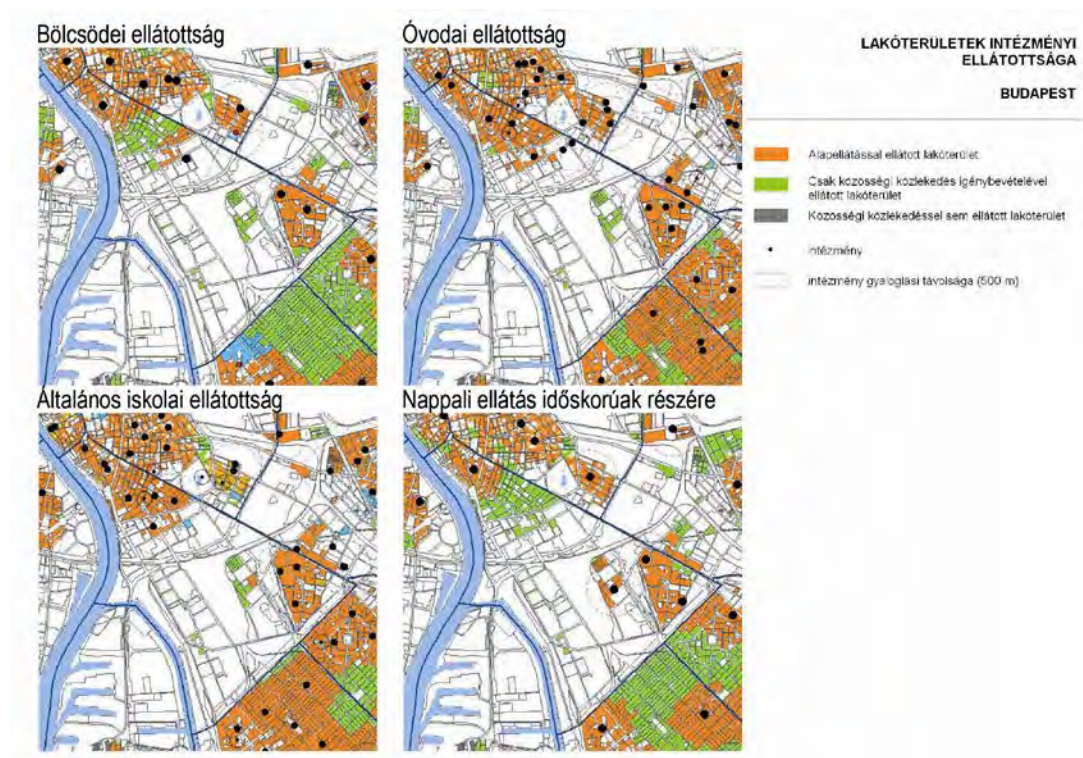 Bölcsödei ellátottság
Óvodai ellátottság
LAKÓTERÜLETEK INTÉZMÉNYI
ELLÁTOTTSÁGA
BUDAPEST
Alapellátással ellátott lakóterület
Csak közösségi közlekedés igénybevételével
ellátott lakóterület
Közösségi közlekedéssel sem ellátott lakóterület
intézmény
intézmény gyaloglási távolsága (500 m)
Általános iskolai ellátottság
Nappali ellátás időskorúak részére